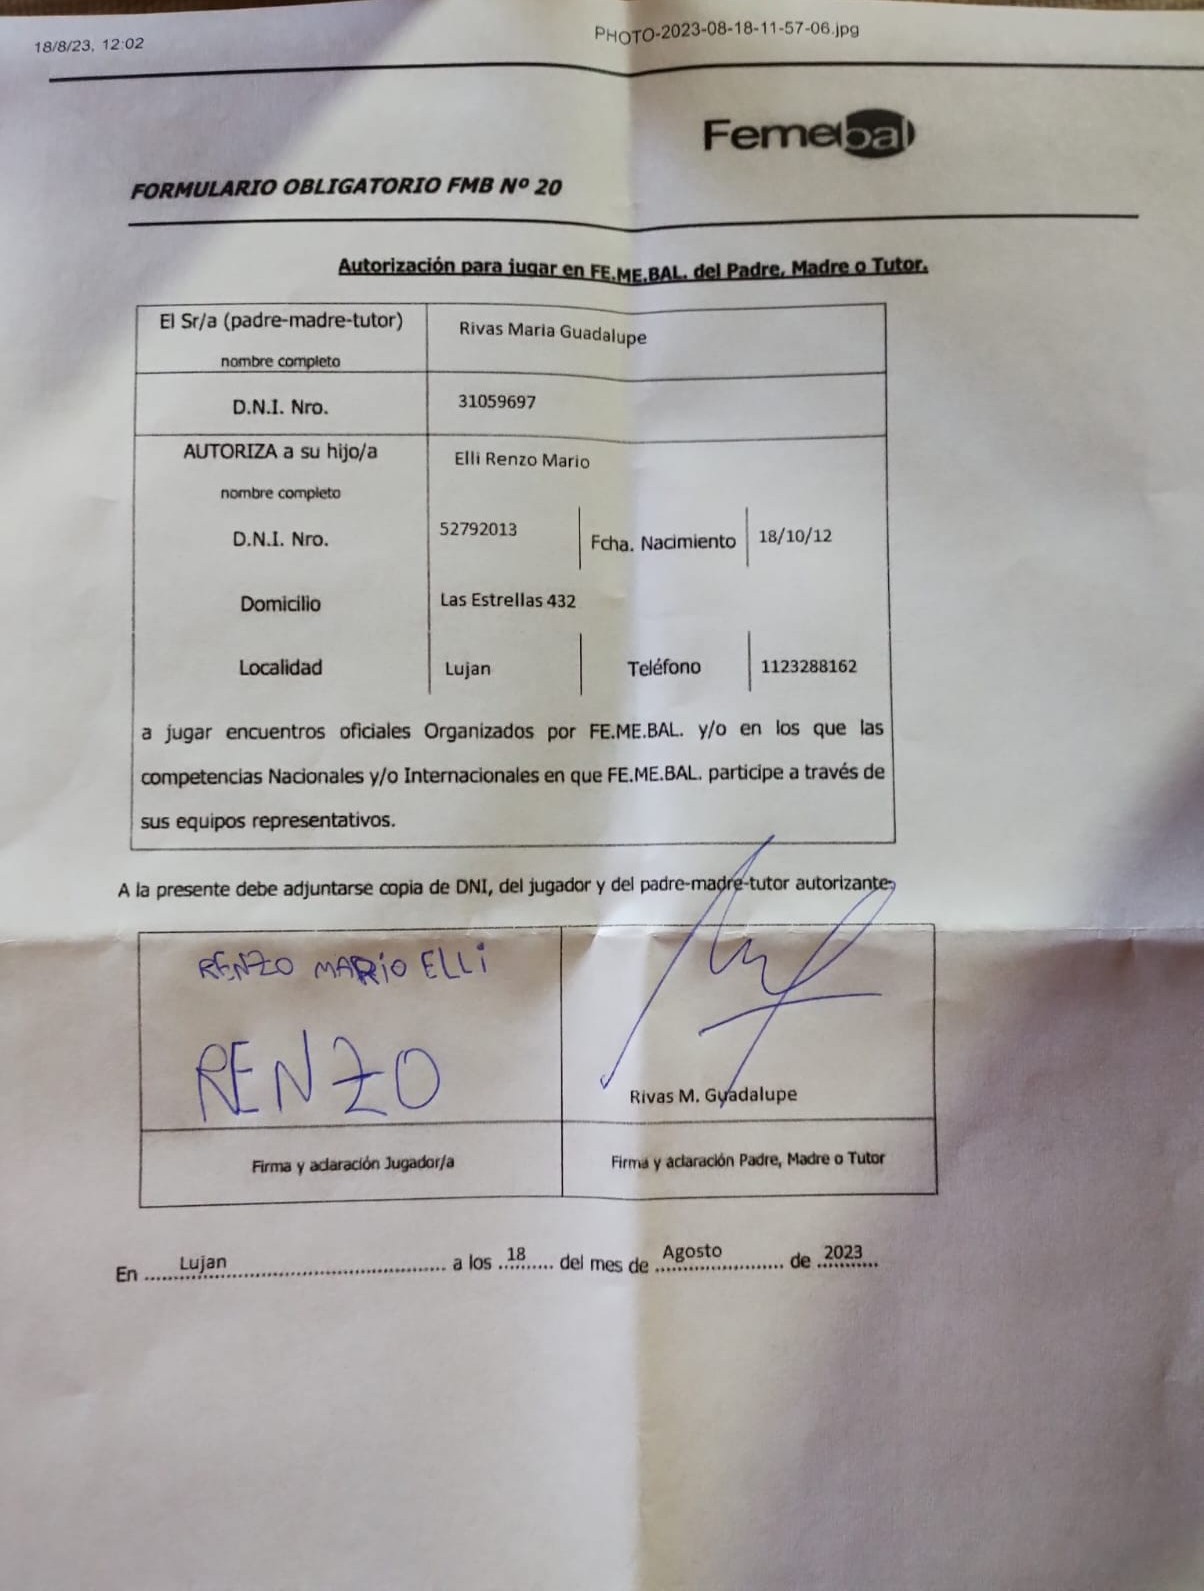 18/8/23, 12:02
PHOTO-2023-08-18-11-57-06.jpg
Femebal
FORMULARIO OBLIGATORIO FMB Nº 20
Autorización para jugar en FE.ME.BAL. del Padre, Madre o Tutor.
El Sr/a (padre-madre-tutor)
nombre completo
Rivas Maria Guadalupe
D.N.I. Nro.
31059697
AUTORIZA a su hijo/a
nombre completo
Elli Renzo Mario
D.N.I. Nro.
52792013
Fcha. Nacimiento
18/10/12
Domicilio
Las Estrellas 432
Localidad
Lujan
Teléfono
1123288162
a jugar encuentros oficiales Organizados por FE.ME.BAL. y/o en los que las
competencias Nacionales y/o Internacionales en que FE.ME.BAL. participe a través de
sus equipos representativos.
A la presente debe adjuntarse copia de DNI, del jugador y del padre-madre-tutor autorizante.
RENZO MARIO ELLI
RENZO
Rivas M. Guadalupe
Firma y aclaración Jugador/a
Firma y aclaración Padre, Madre o Tutor
En Lujan a los 18 del mes de Agosto de 2023